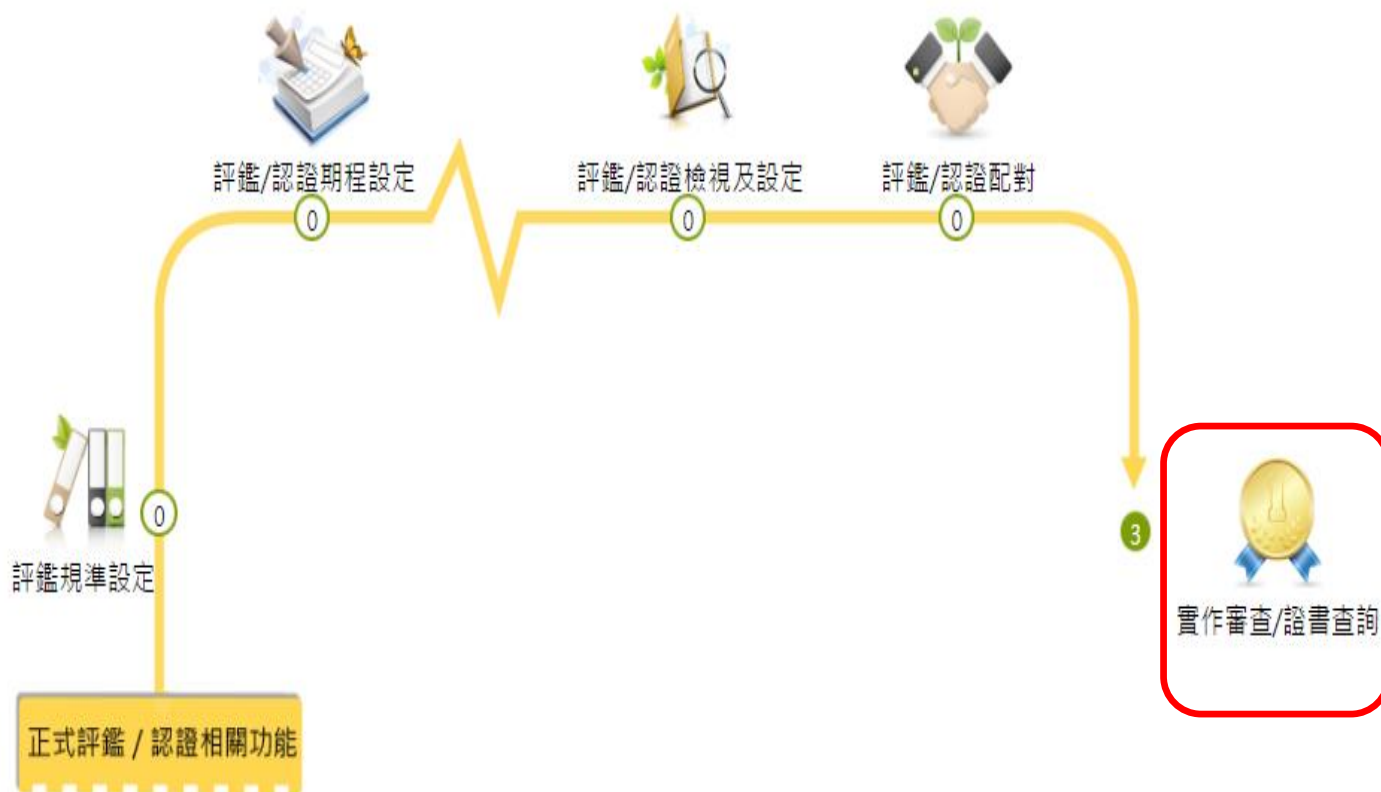 評鑑/認證期程設定
評鑑/認證檢視及設定
評鑑/認證配對
0
0
0
評鑑規準設定
0
3
實作審查/證書查詢
正式評鑑 / 認證相關功能